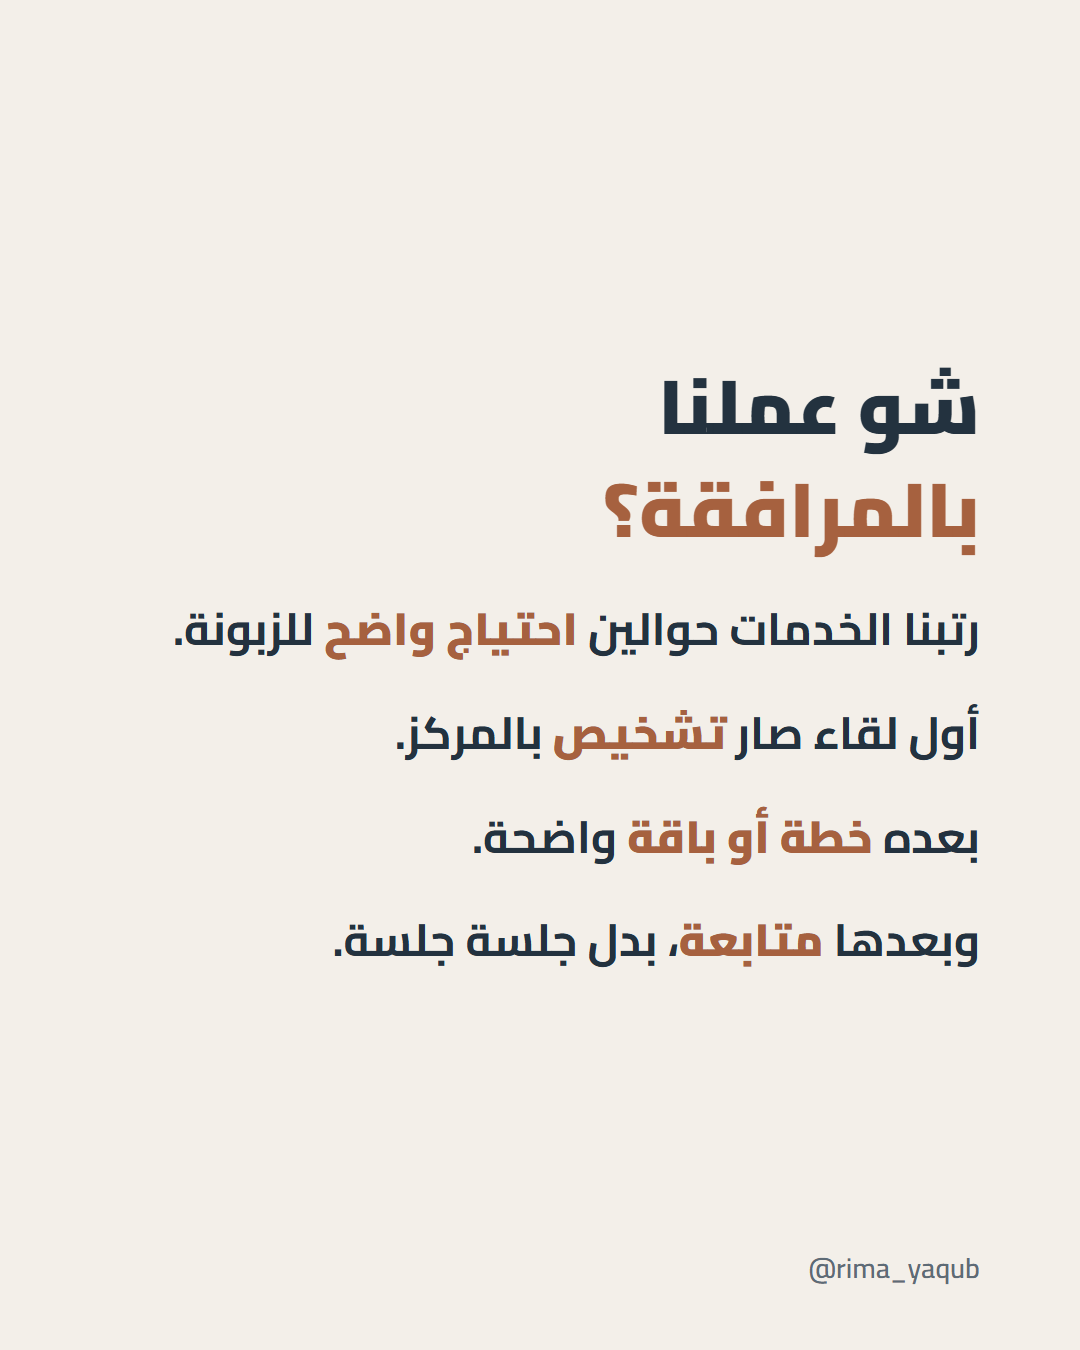 شو عملنا
بالمرافقة؟
رتبنا الخدمات حوالين احتياج واضح للزبونة.
أول لقاء صار تشخيص بالمركز.
بعده خطة أو باقة واضحة.
وبعدها متابعة، بدل جلسة جلسة.
@rima_yaqub